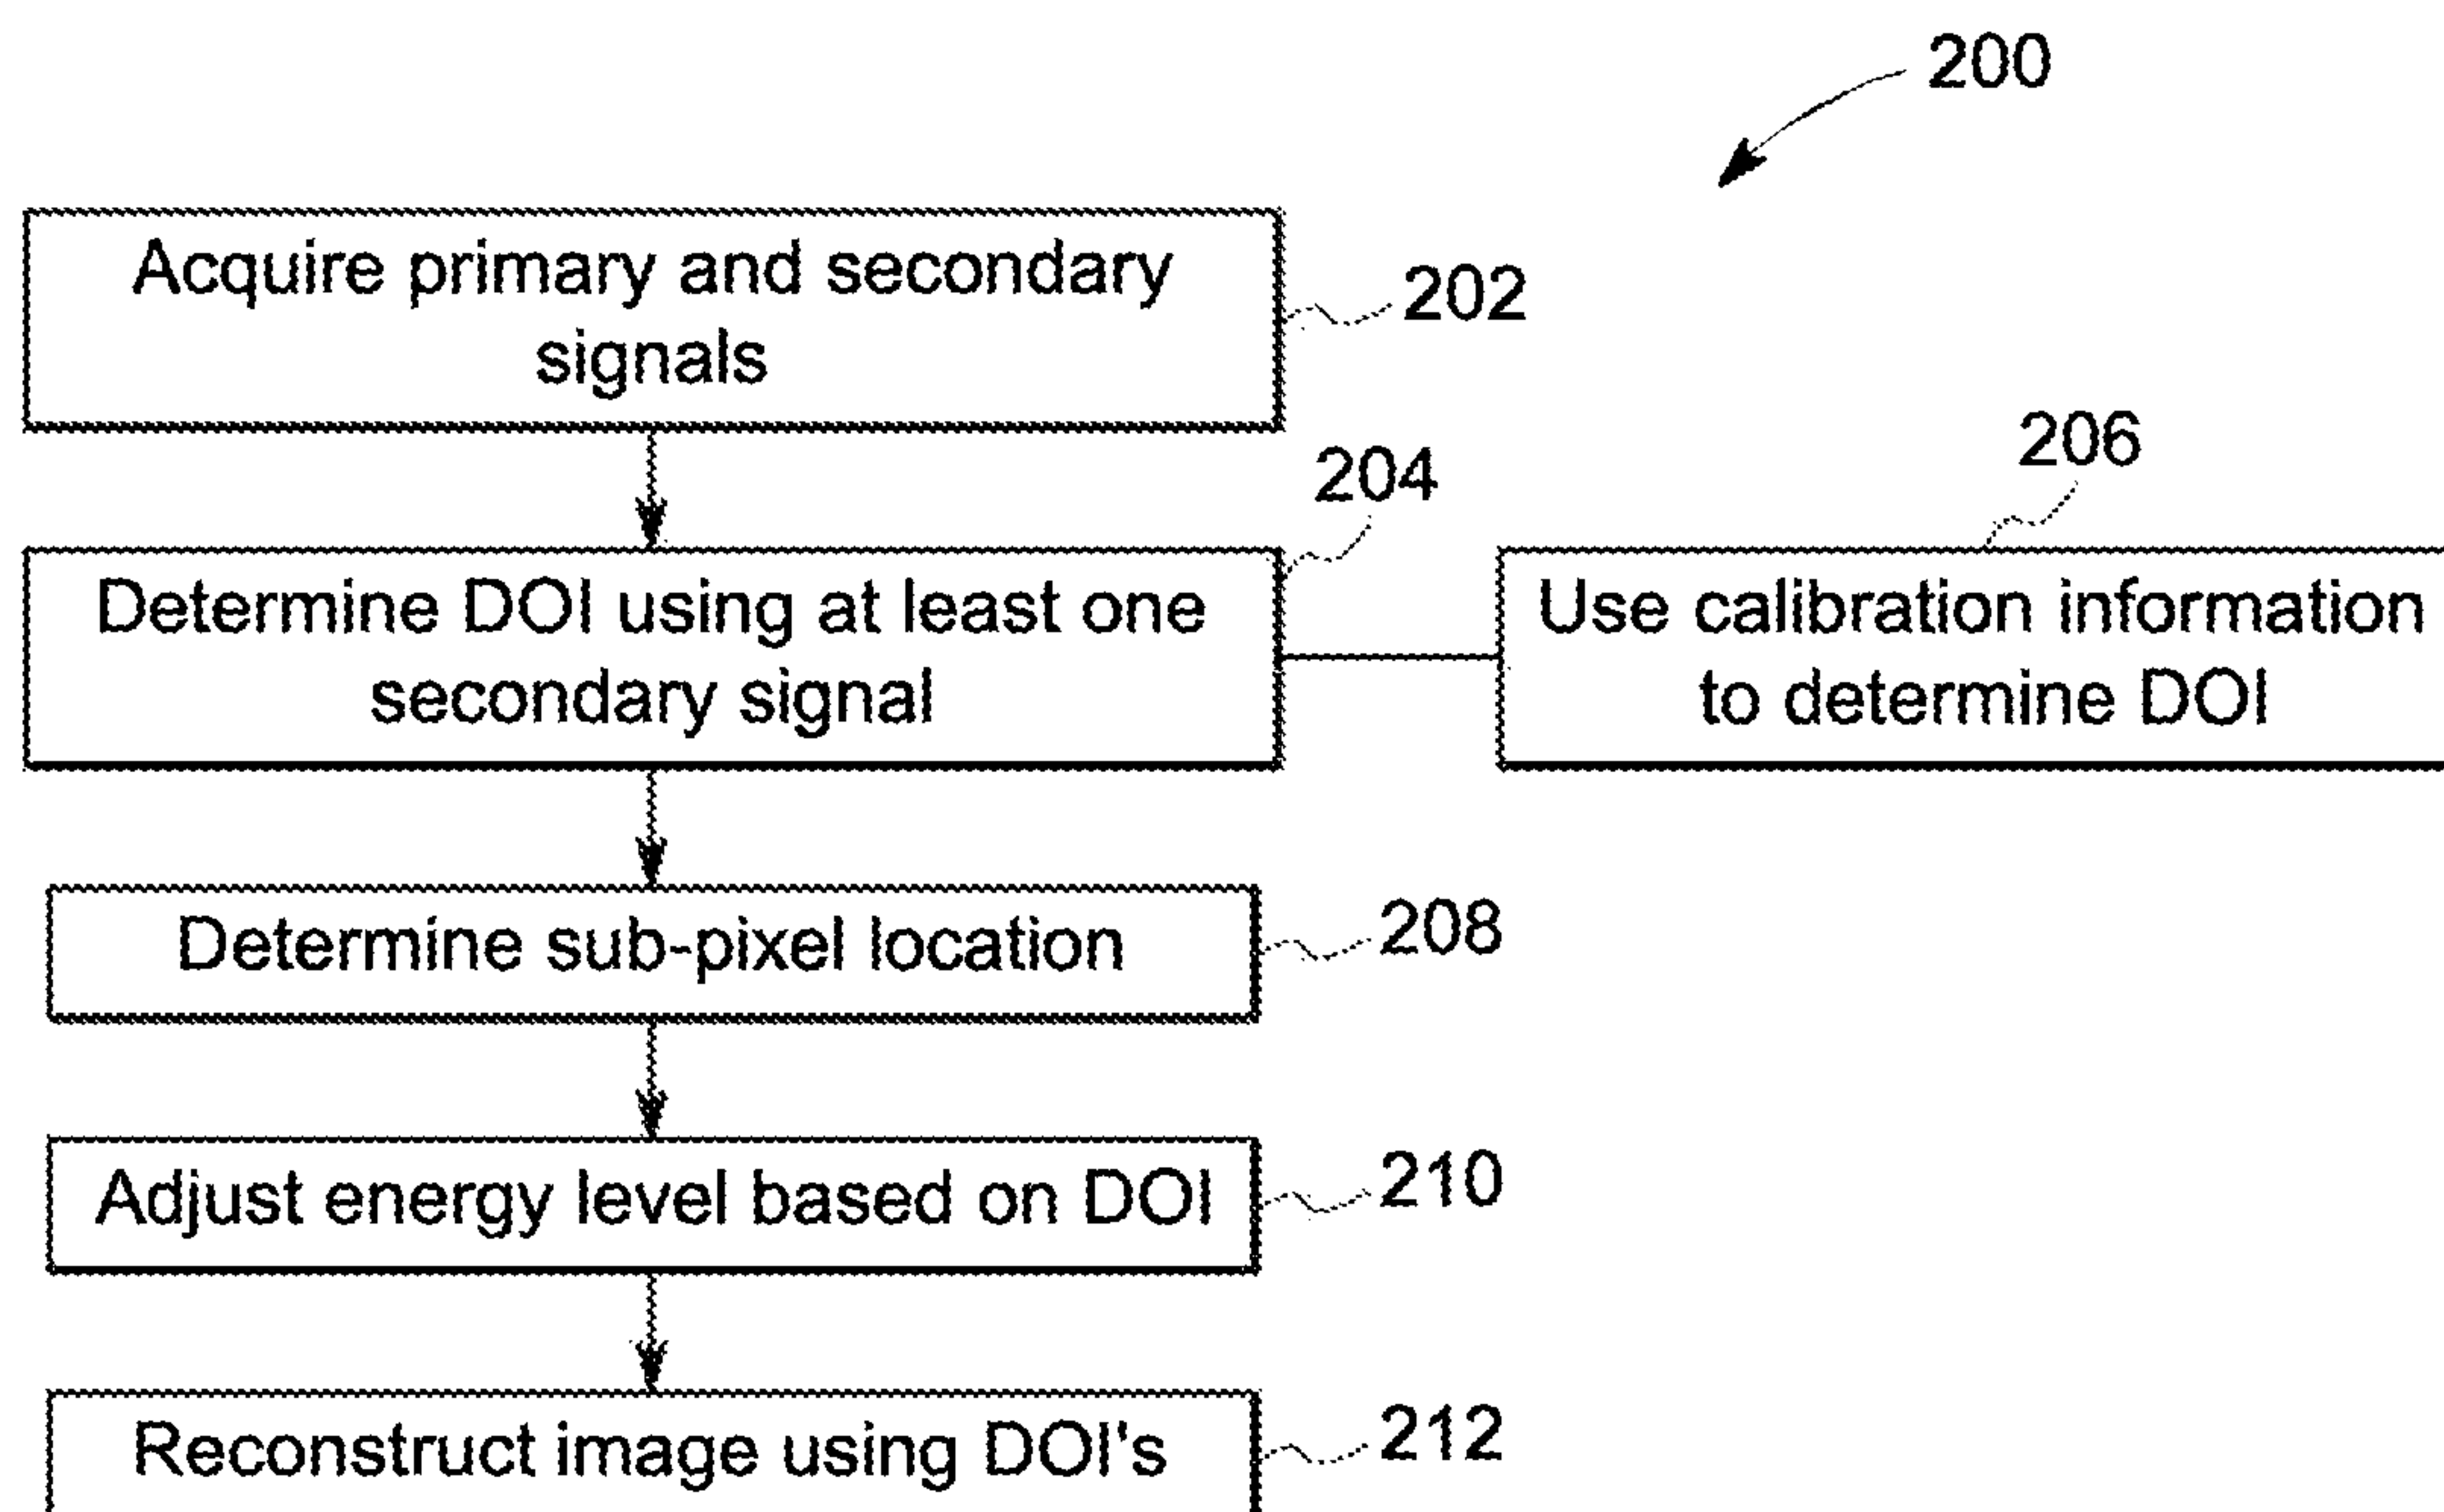 200
Acquire primary and secondary
signals
202
204
206
Determine DOI using at least one
secondary signal
Use calibration information
to determine DOI
Determine sub-pixel location
208
Adjust energy level based on DOI
210
Reconstruct image using DOI's
212